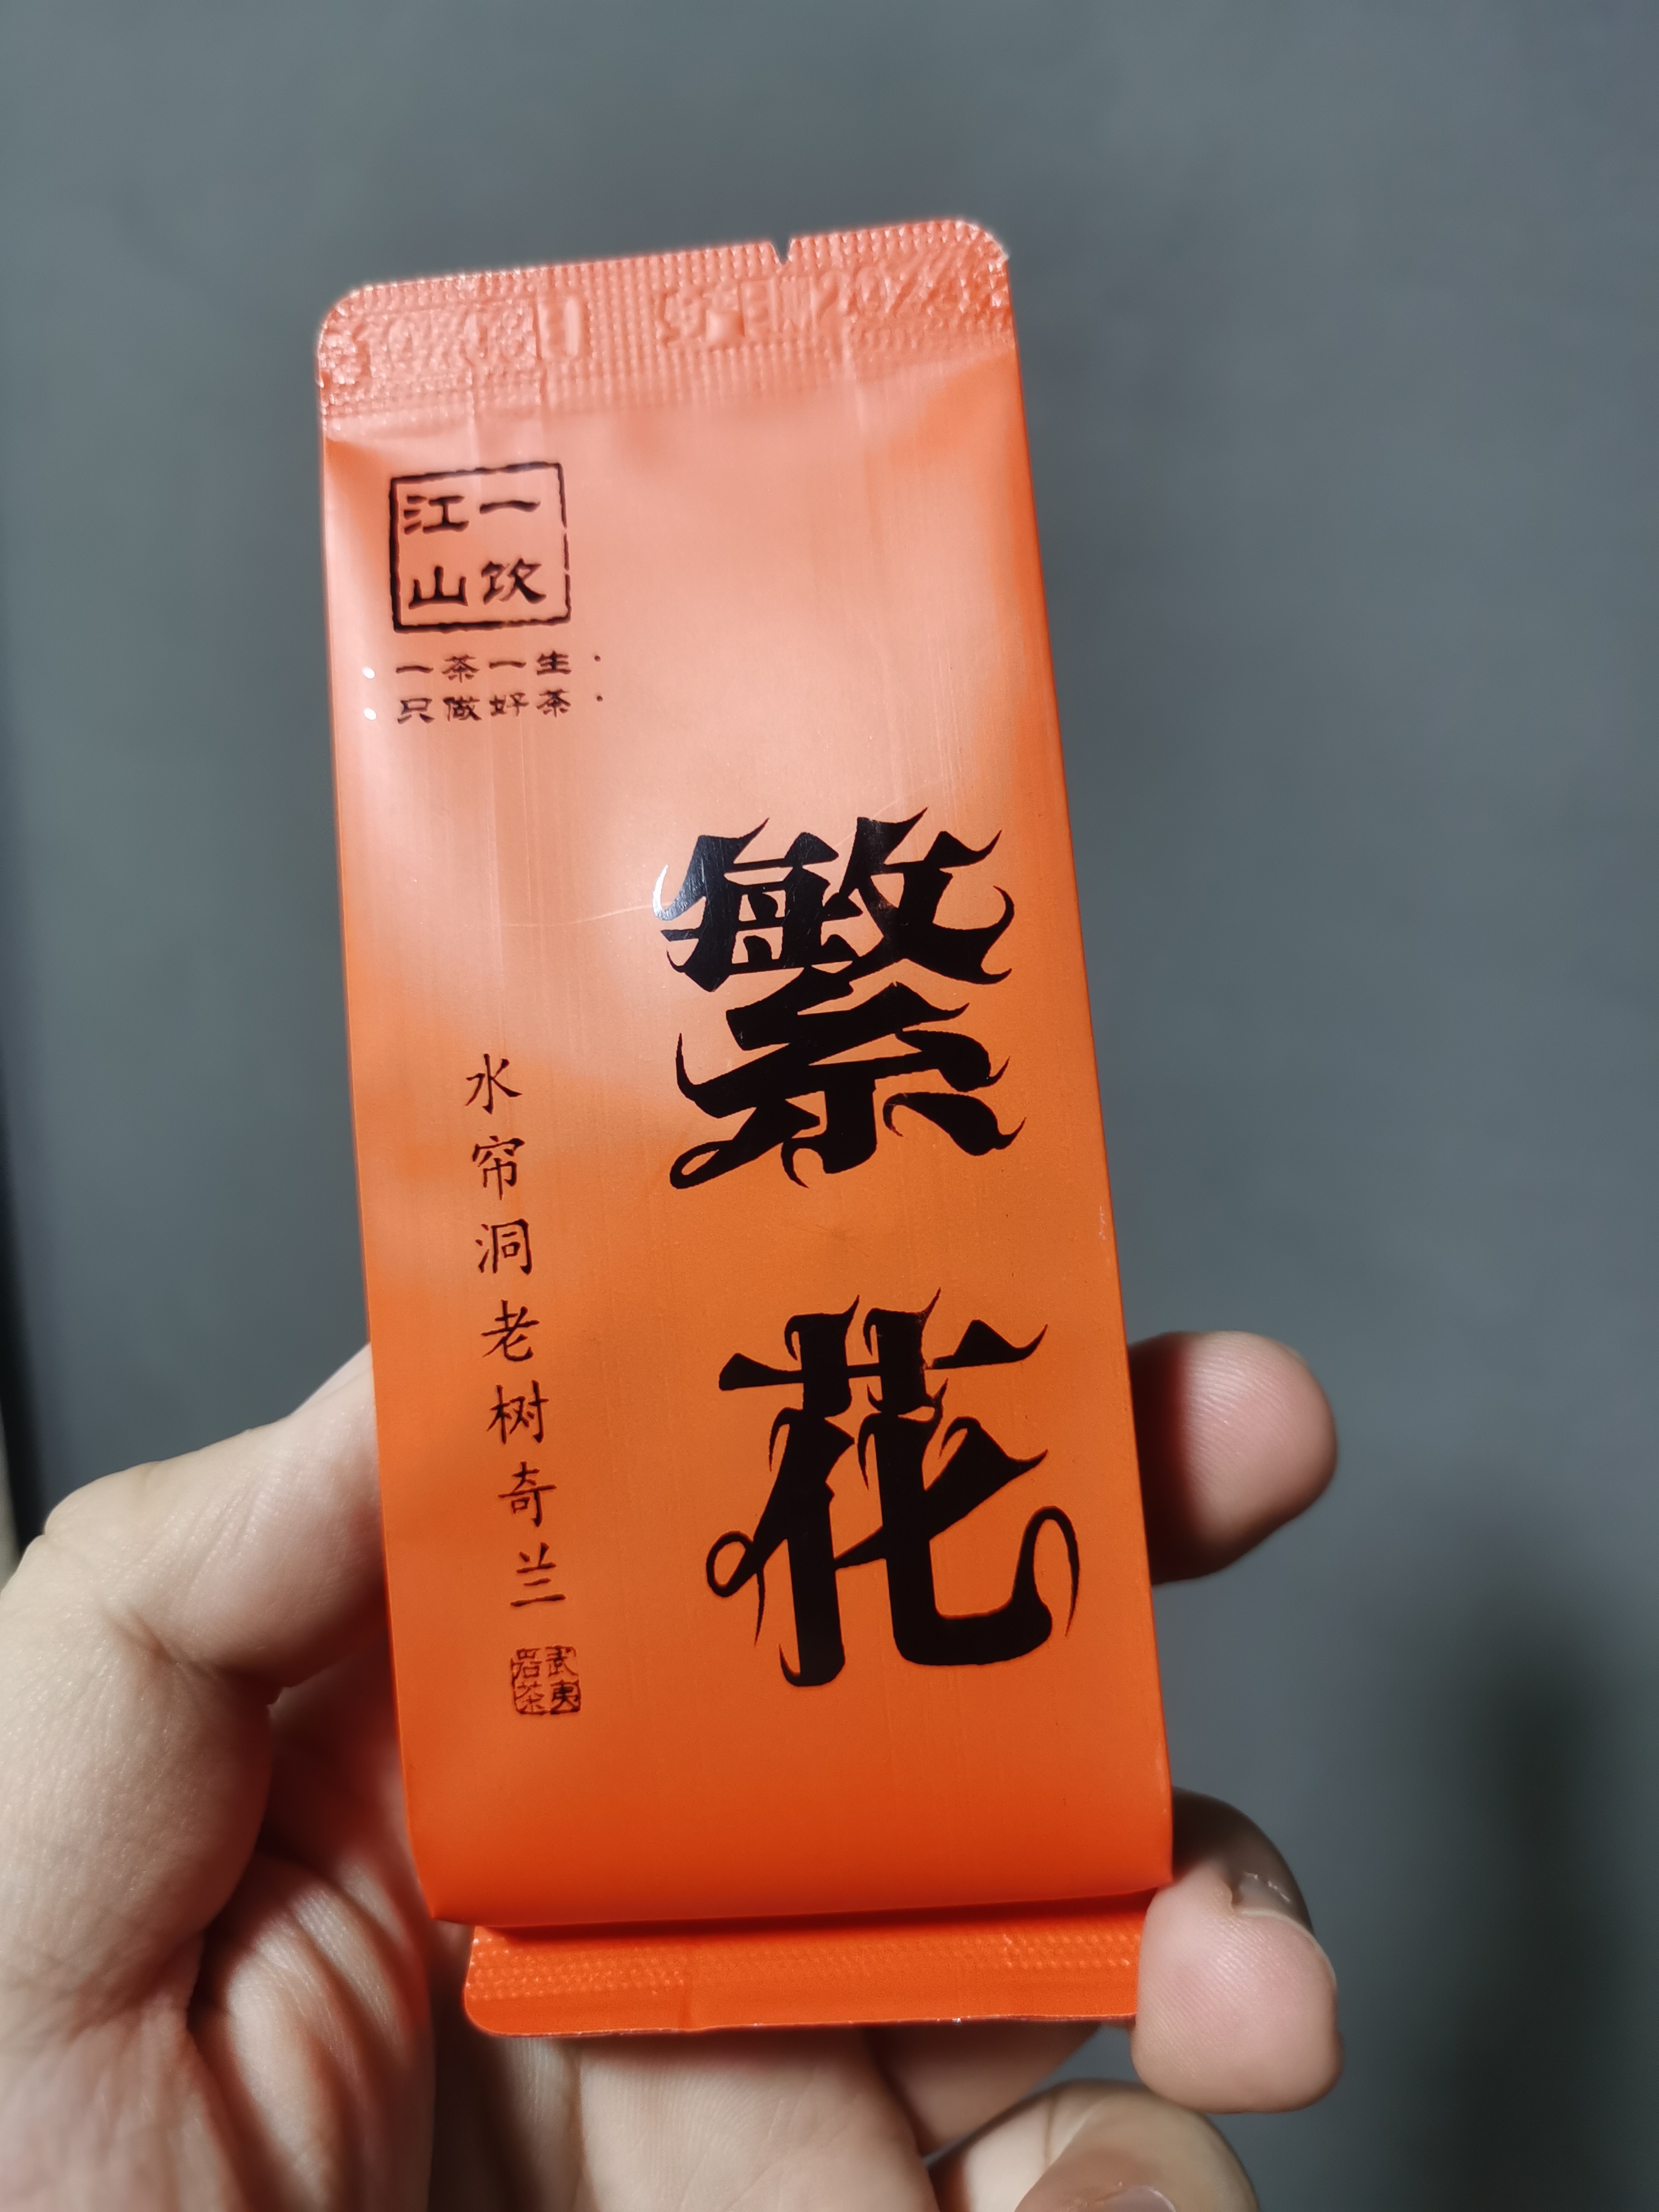 一饮
江山
一茶一生·
只做好茶·
繁花
水帘洞老树奇兰
武夷
岩茶